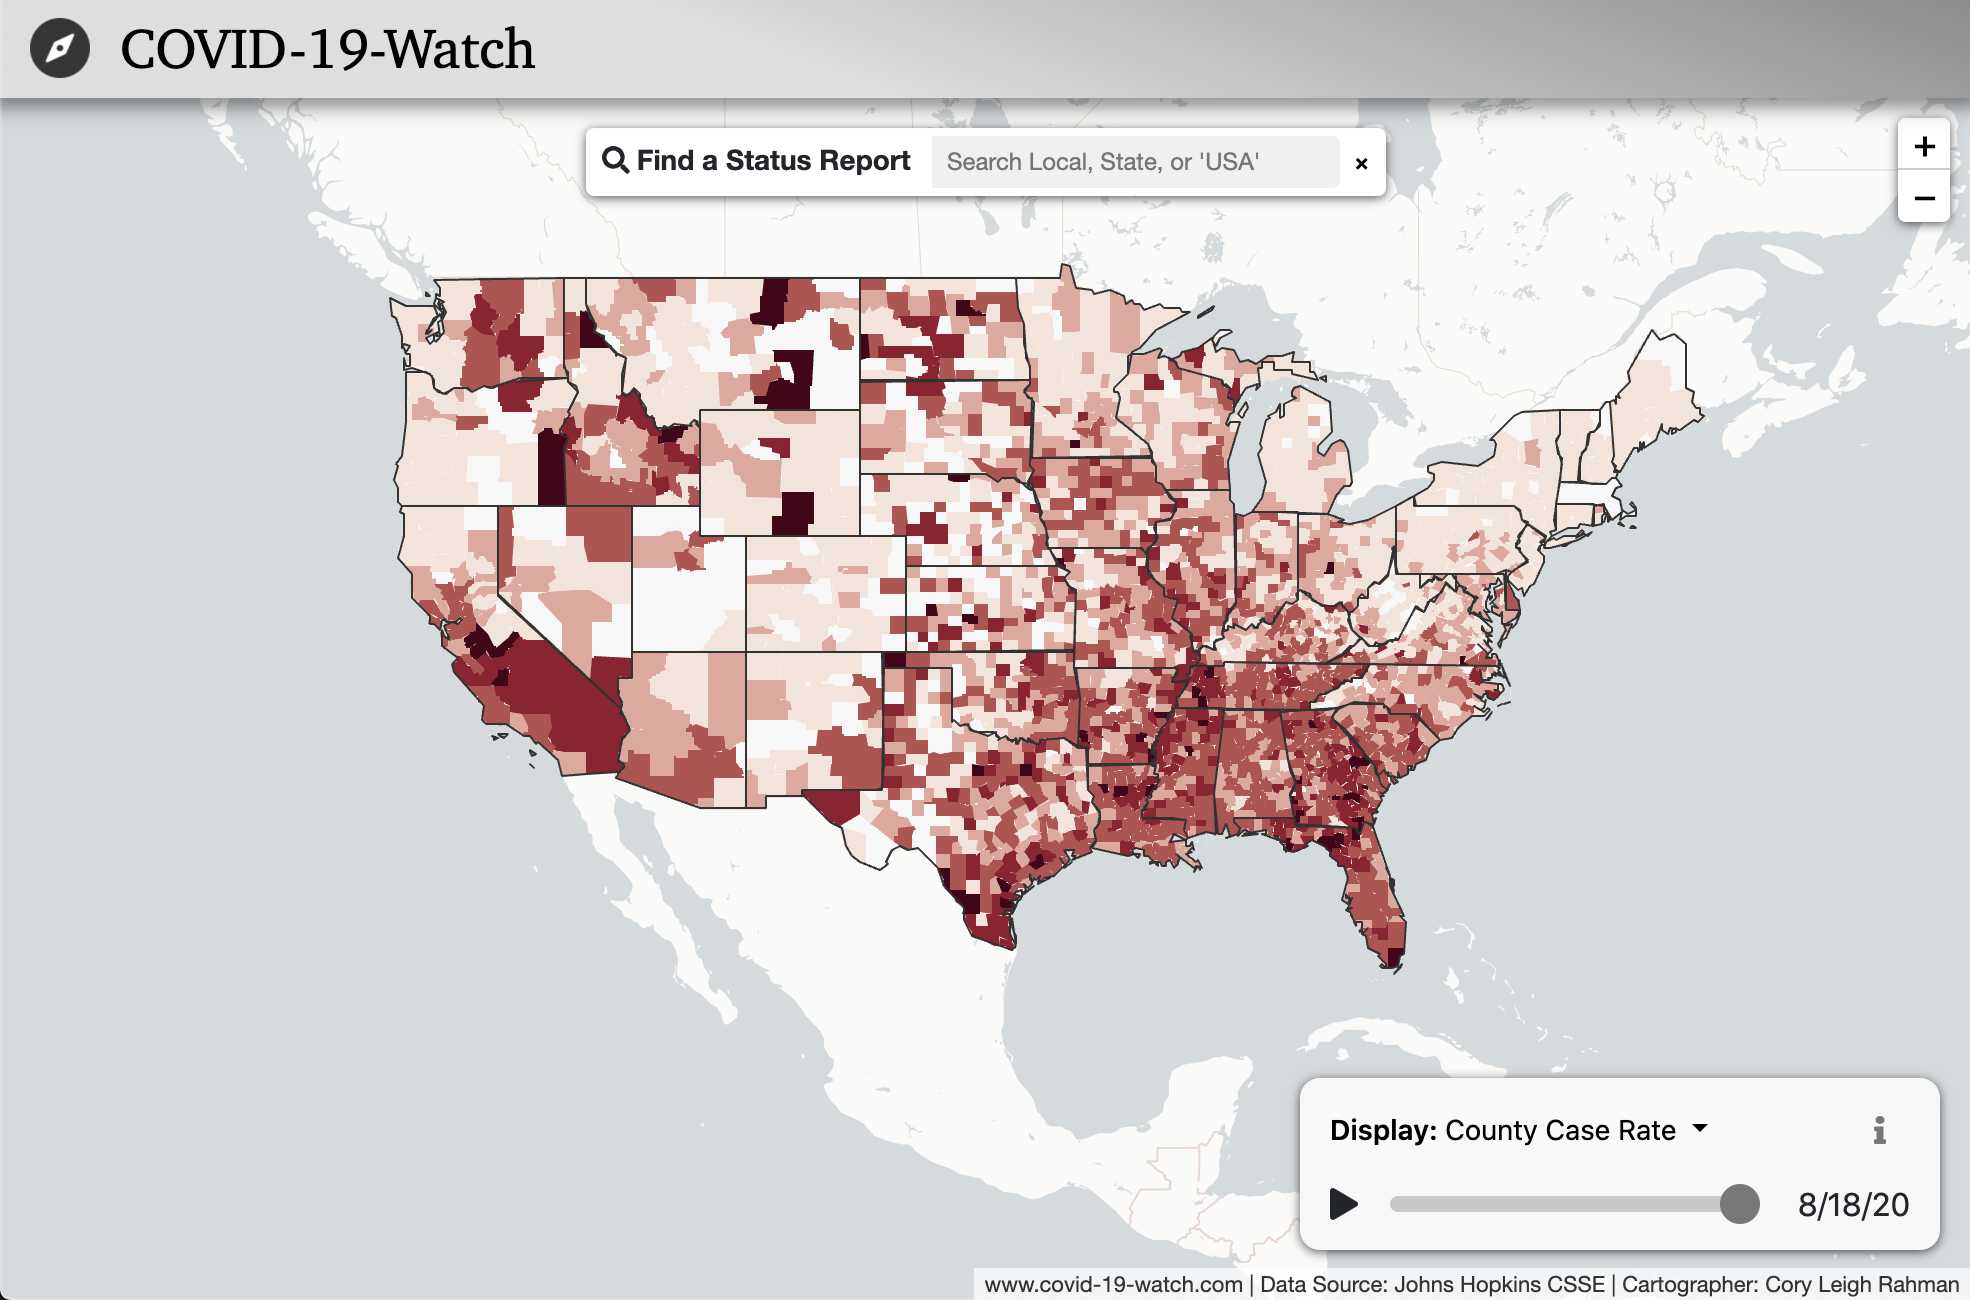 COVID-19-Watch
Find a Status Report
Search Local, State, or 'USA'
×
+
−
Display: County Case Rate
i
8/18/20
www.covid-19-watch.com | Data Source: Johns Hopkins CSSE | Cartographer: Cory Leigh Rahman